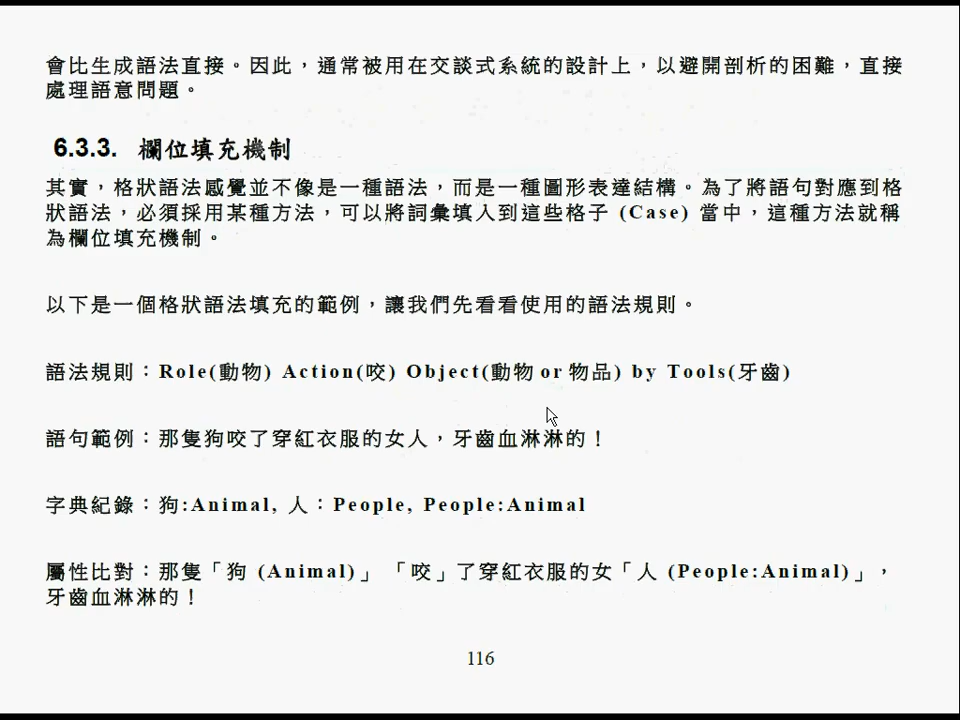 會比生成語法直接。因此，通常被用在交談式系統的設計上，以避開剖析的困難，直接
處理語意問題。
6.3.3. 欄位填充機制
其實，格狀語法感覺並不像是一種語法，而是一種圖形表達結構。為了將語句對應到格
狀語法，必須採用某種方法，可以將詞彙填入到這些格子 (Case) 當中，這種方法就稱
為欄位填充機制。
以下是一個格狀語法填充的範例，讓我們先看看使用的語法規則。
語法規則：Role(動物) Action(咬) Object(動物 or 物品) by Tools(牙齒)
語句範例：那隻狗咬了穿紅衣服的女人，牙齒血淋淋的！
字典紀錄：狗:Animal, 人：People, People:Animal
屬性比對：那隻「狗 (Animal)」 「咬」了穿紅衣服的女「人 (People:Animal)」，
牙齒血淋淋的！
116